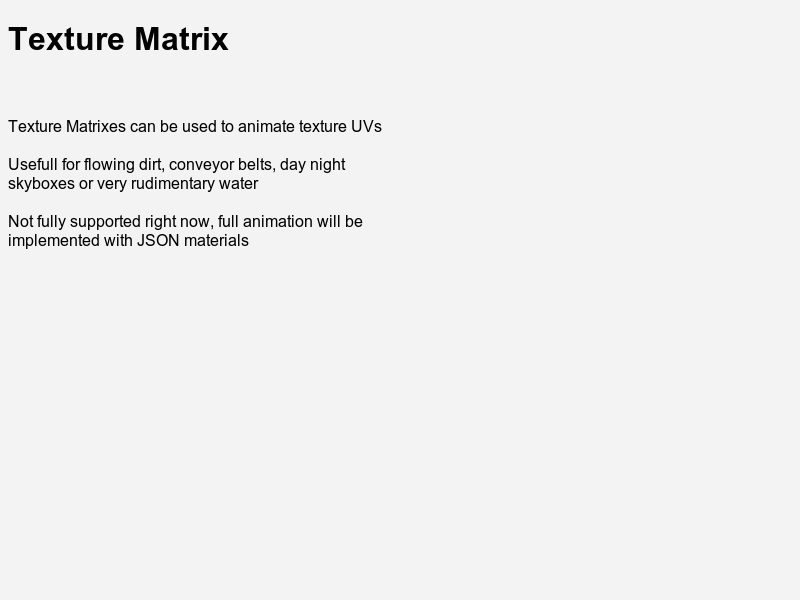 Texture Matrix
Texture Matrixes can be used to animate texture UVs
Usefull for flowing dirt, conveyor belts, day night
skyboxes or very rudimentary water
Not fully supported right now, full animation will be
implemented with JSON materials